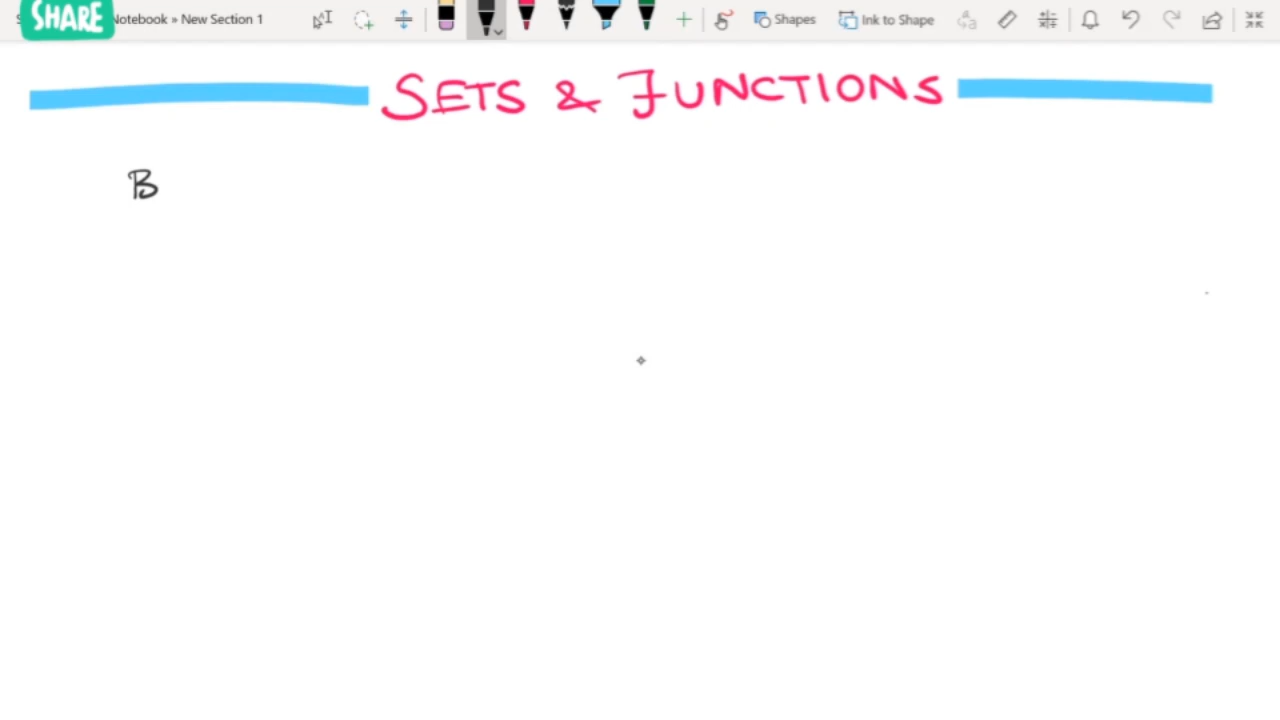 SHARE
Notebook » New Section 1
Shapes
Ink to Shape
SETS & FUNCTIONS
B